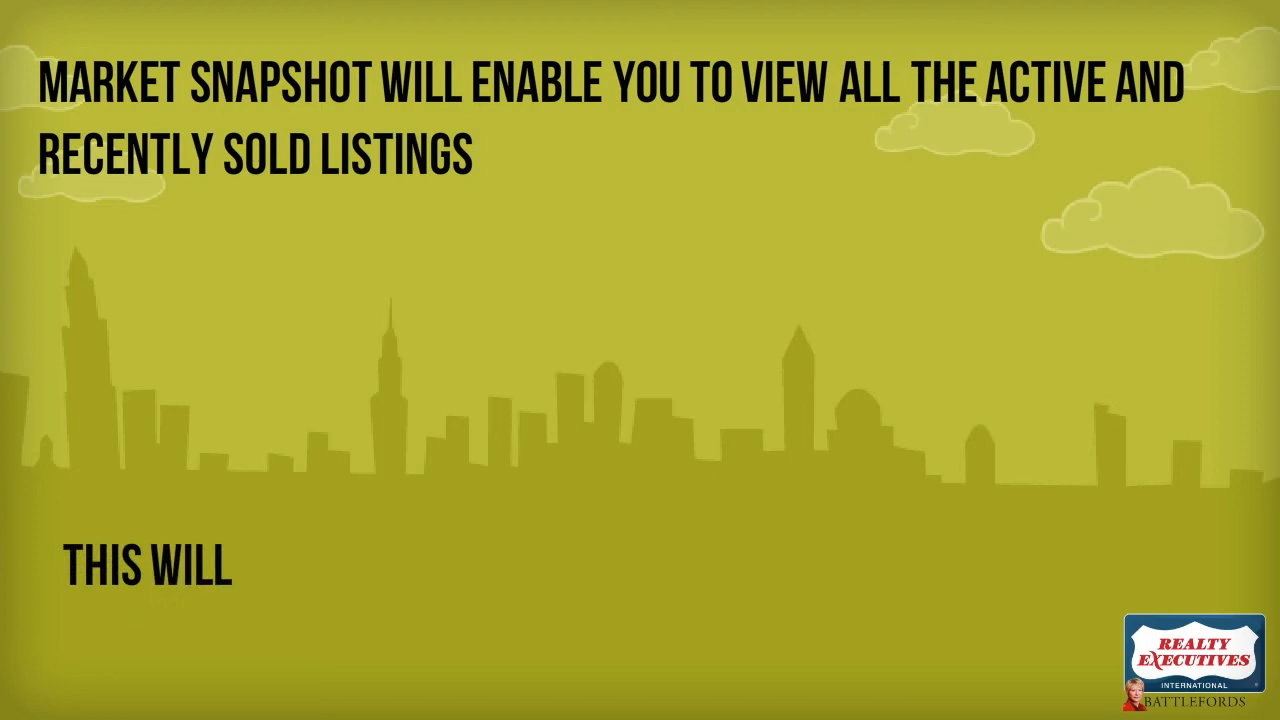 MARKET SNAPSHOT WILL ENABLE YOU TO VIEW ALL THE ACTIVE AND
RECENTLY SOLD LISTINGS
THIS WILL
REALTY
EXECUTIVES
INTERNATIONAL
BATTLEFORDS